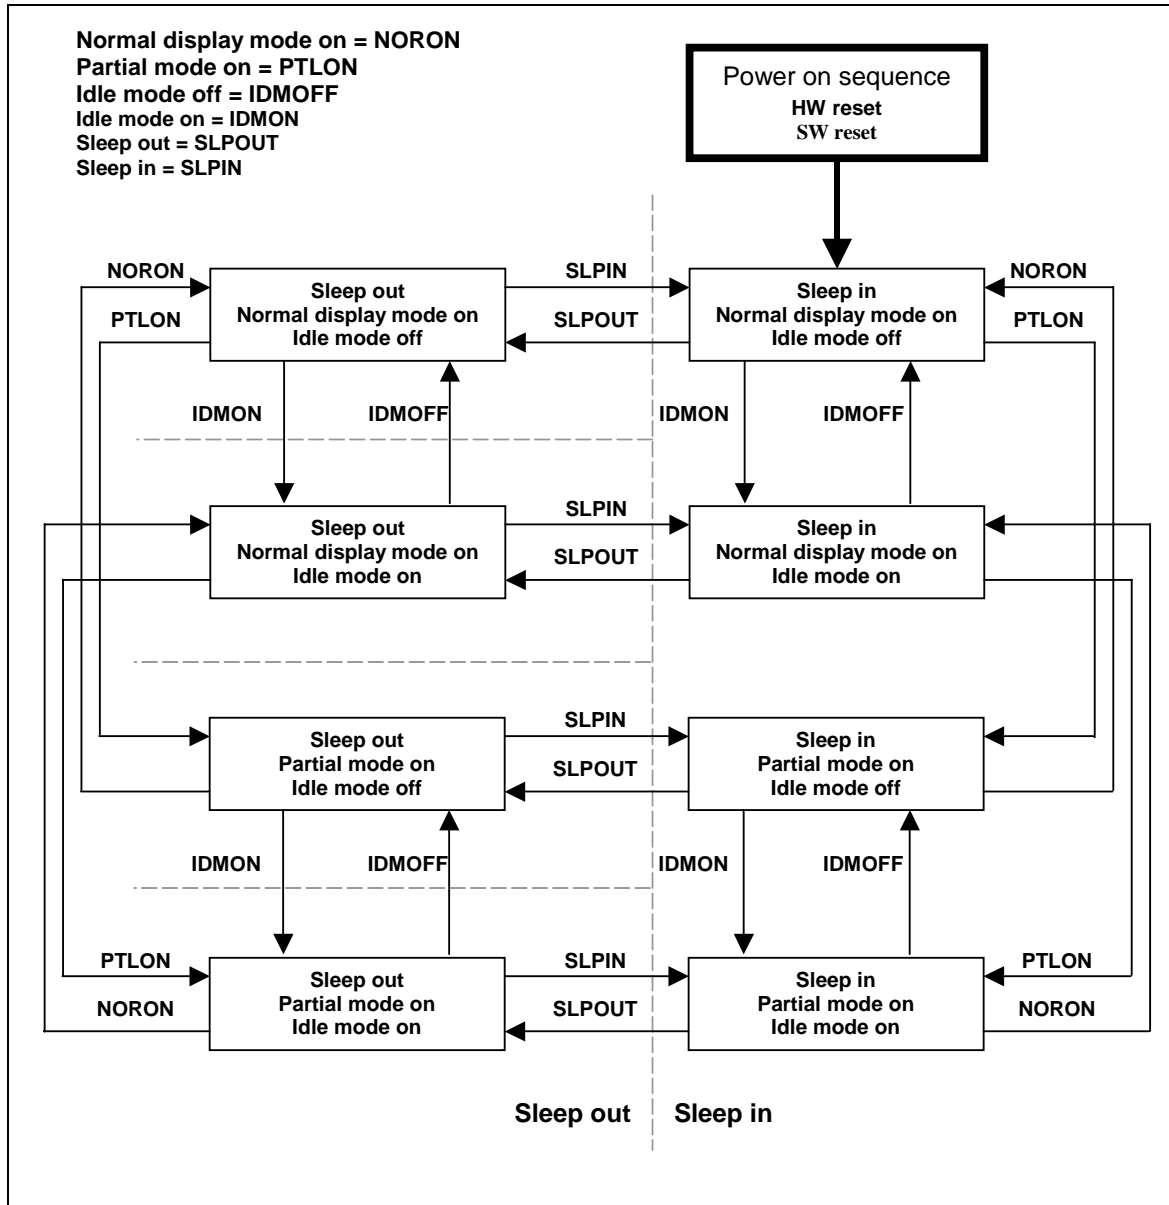 Normal display mode on = NORON
Partial mode on = PTLON
Idle mode off = IDMOFF
Idle mode on = IDMON
Sleep out = SLPOUT
Sleep in = SLPIN
Power on sequence
HW reset
SW reset
NORON
PTLON
Sleep out
Normal display mode on
Idle mode off
SLPIN
SLPOUT
Sleep in
Normal display mode on
Idle mode off
NORON
PTLON
IDMON
IDMOFF
IDMON
IDMOFF
Sleep out
Normal display mode on
Idle mode on
SLPIN
SLPOUT
Sleep in
Normal display mode on
Idle mode on
Sleep out
Partial mode on
Idle mode off
SLPIN
SLPOUT
Sleep in
Partial mode on
Idle mode off
IDMON
IDMOFF
IDMON
IDMOFF
PTLON
NORON
Sleep out
Partial mode on
Idle mode on
SLPIN
SLPOUT
Sleep in
Partial mode on
Idle mode on
PTLON
NORON
Sleep out
Sleep in